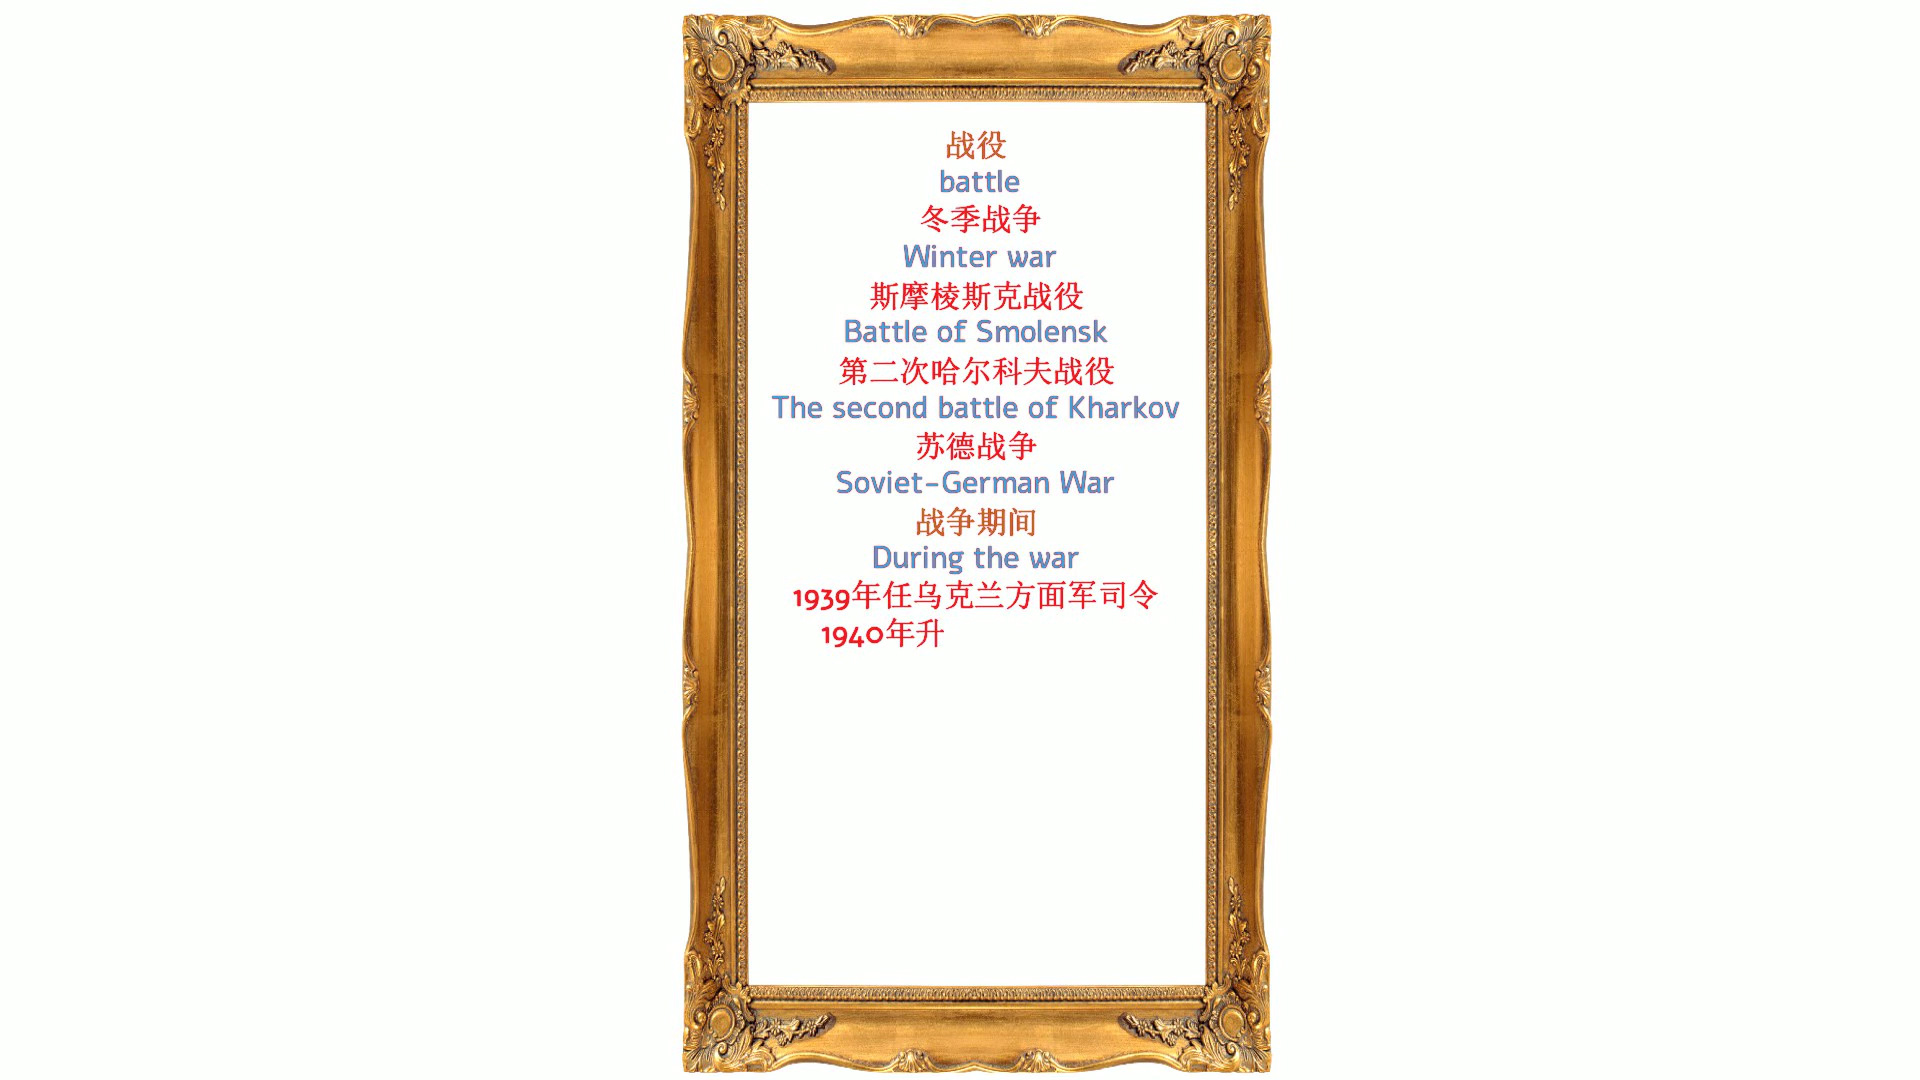 战役
battle
冬季战争
Winter war
斯摩棱斯克战役
Battle of Smolensk
第二次哈尔科夫战役
The second battle of Kharkov
苏德战争
Soviet-German War
战争期间
During the war
1939年任乌克兰方面军司令
1940年升